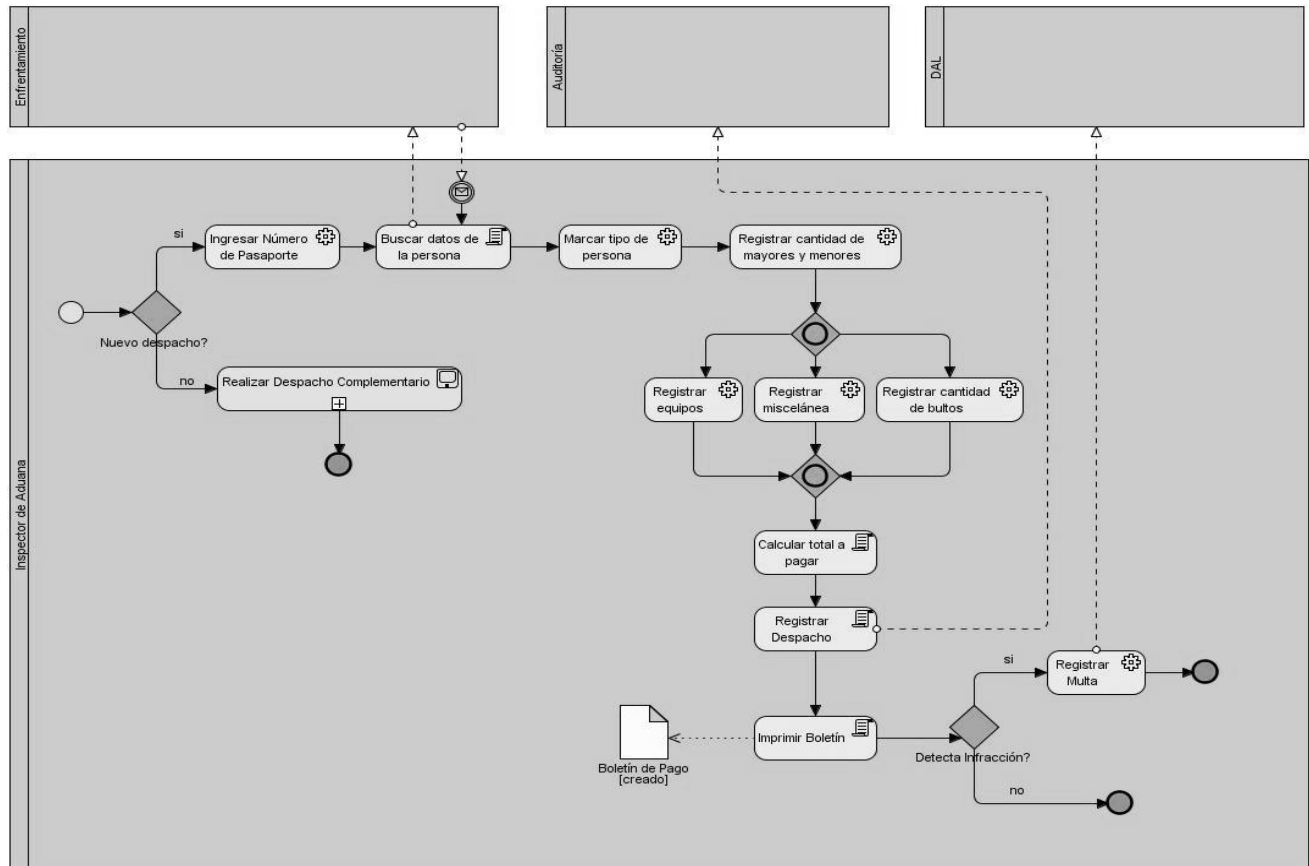 Enfrentamiento
Auditoría
DAL
Inspector de Aduana
si
Ingresar Número
de Pasaporte
Buscar datos de
la persona
Marcar tipo de
persona
Registrar cantidad de
mayores y menores
Nuevo despacho?
no
Realizar Despacho Complementario
Registrar
equipos
Registrar
miscelánea
Registrar cantidad
de bultos
Calcular total a
pagar
Registrar
Despacho
si
Registrar
Multa
Imprimir Boletín
Detecta Infracción?
Boletín de Pago
[creado]
no